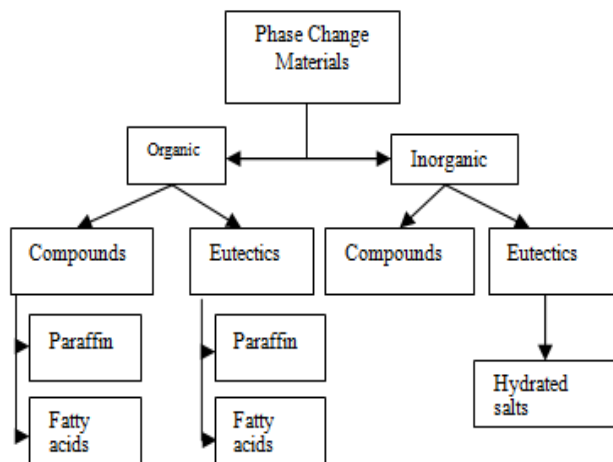 Phase Change
Materials
Organic
Inorganic
Compounds
Eutectics
Compounds
Eutectics
Paraffin
Paraffin
Hydrated
salts
Fatty
acids
Fatty
acids